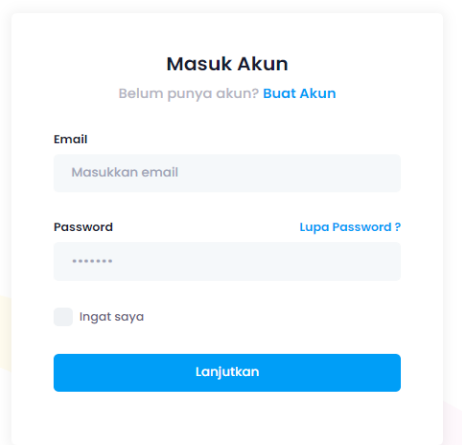 Masuk Akun
Belum punya akun? Buat Akun
Email
Masukkan email
Password Lupa Password ?
*******
Ingat saya
Lanjutkan